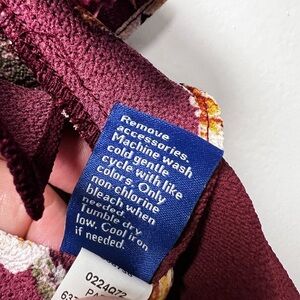 Remove
accessories.
Machine wash
cold gentle
cycle with like
colors. Only
non-chlorine
bleach when
needed.
Tumble dry
low. Cool iron
if needed.
0224Q72